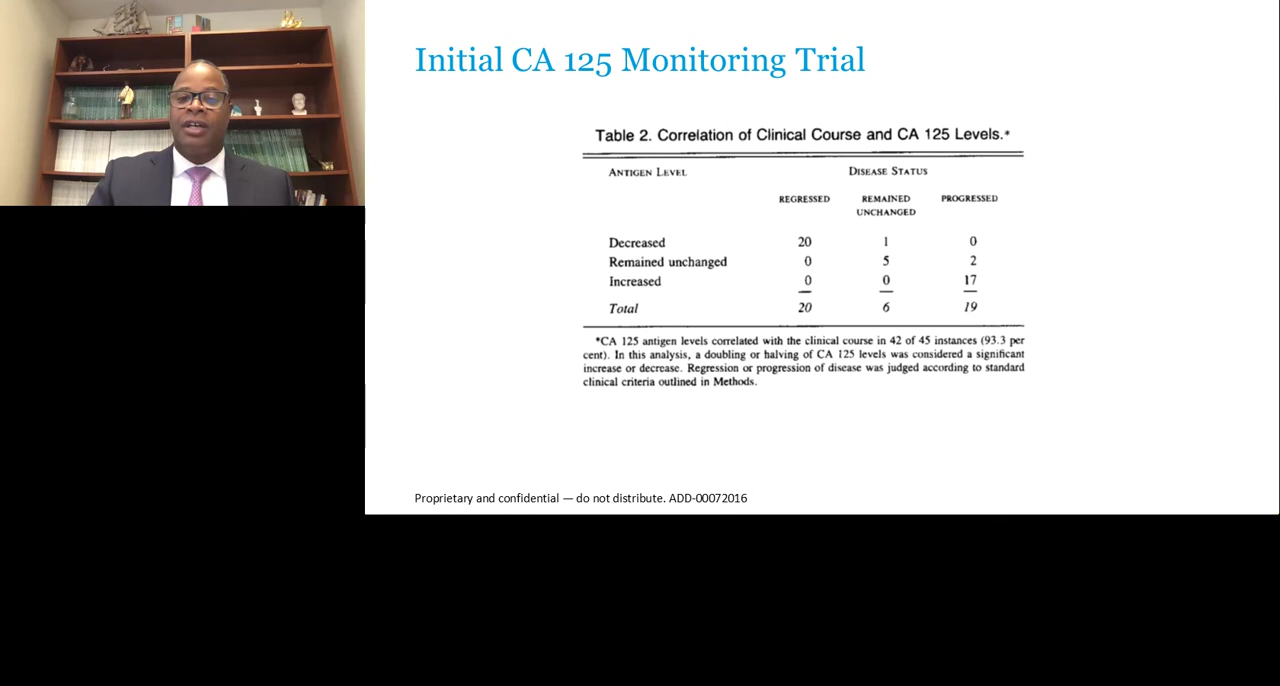 Initial CA 125 Monitoring Trial
Table 2. Correlation of Clinical Course and CA 125 Levels.*
ANTIGEN LEVEL DISEASE STATUS
REGRESSED REMAINED UNCHANGED PROGRESSED
Decreased 20 1 0
Remained unchanged 0 5 2
Increased 0 0 17
Total 20 6 19
*CA 125 antigen levels correlated with the clinical course in 42 of 45 instances (93.3 per
cent). In this analysis, a doubling or halving of CA 125 levels was considered a significant
increase or decrease. Regression or progression of disease was judged according to standard
clinical criteria outlined in Methods.
Proprietary and confidential — do not distribute. ADD-00072016